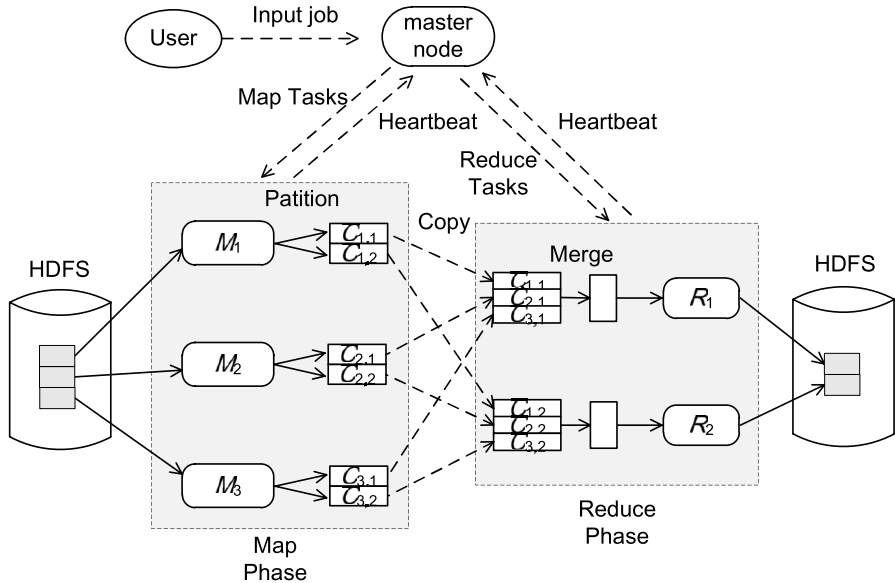 Input job
User
master
node
Map Tasks
Heartbeat
Heartbeat
Reduce
Tasks
Patition
Copy
HDFS
M1
C1,1
C1,2
M2
C2,1
C2,2
M3
C3,1
C3,2
Map
Phase
Merge
C1,1
C2,1
C3,1
R1
C1,2
C2,2
C3,2
R2
Reduce
Phase
HDFS